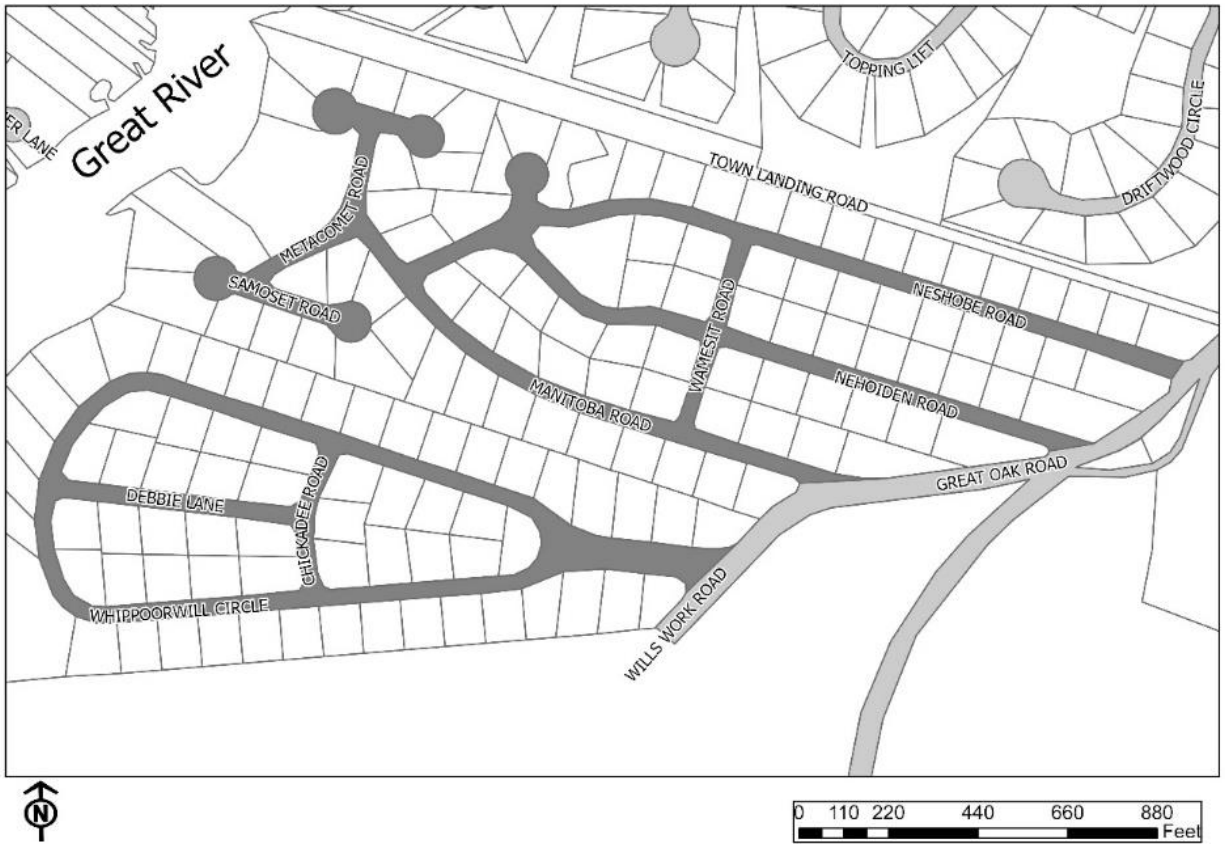 TOPPING LIFT
Great River
ER LANE
DRIFTWOOD CIRCLE
TOWN LANDING ROAD
METACOMET ROAD
SAMOSET ROAD
NESHOBE ROAD
WAMESIT ROAD
NEHOIDEN ROAD
MANITOBA ROAD
GREAT OAK ROAD
DEBBIE LANE
CHICKADEE ROAD
WHIPPOORWILL CIRCLE
WILLS WORK ROAD
N
0 110 220 440 660 880
Feet